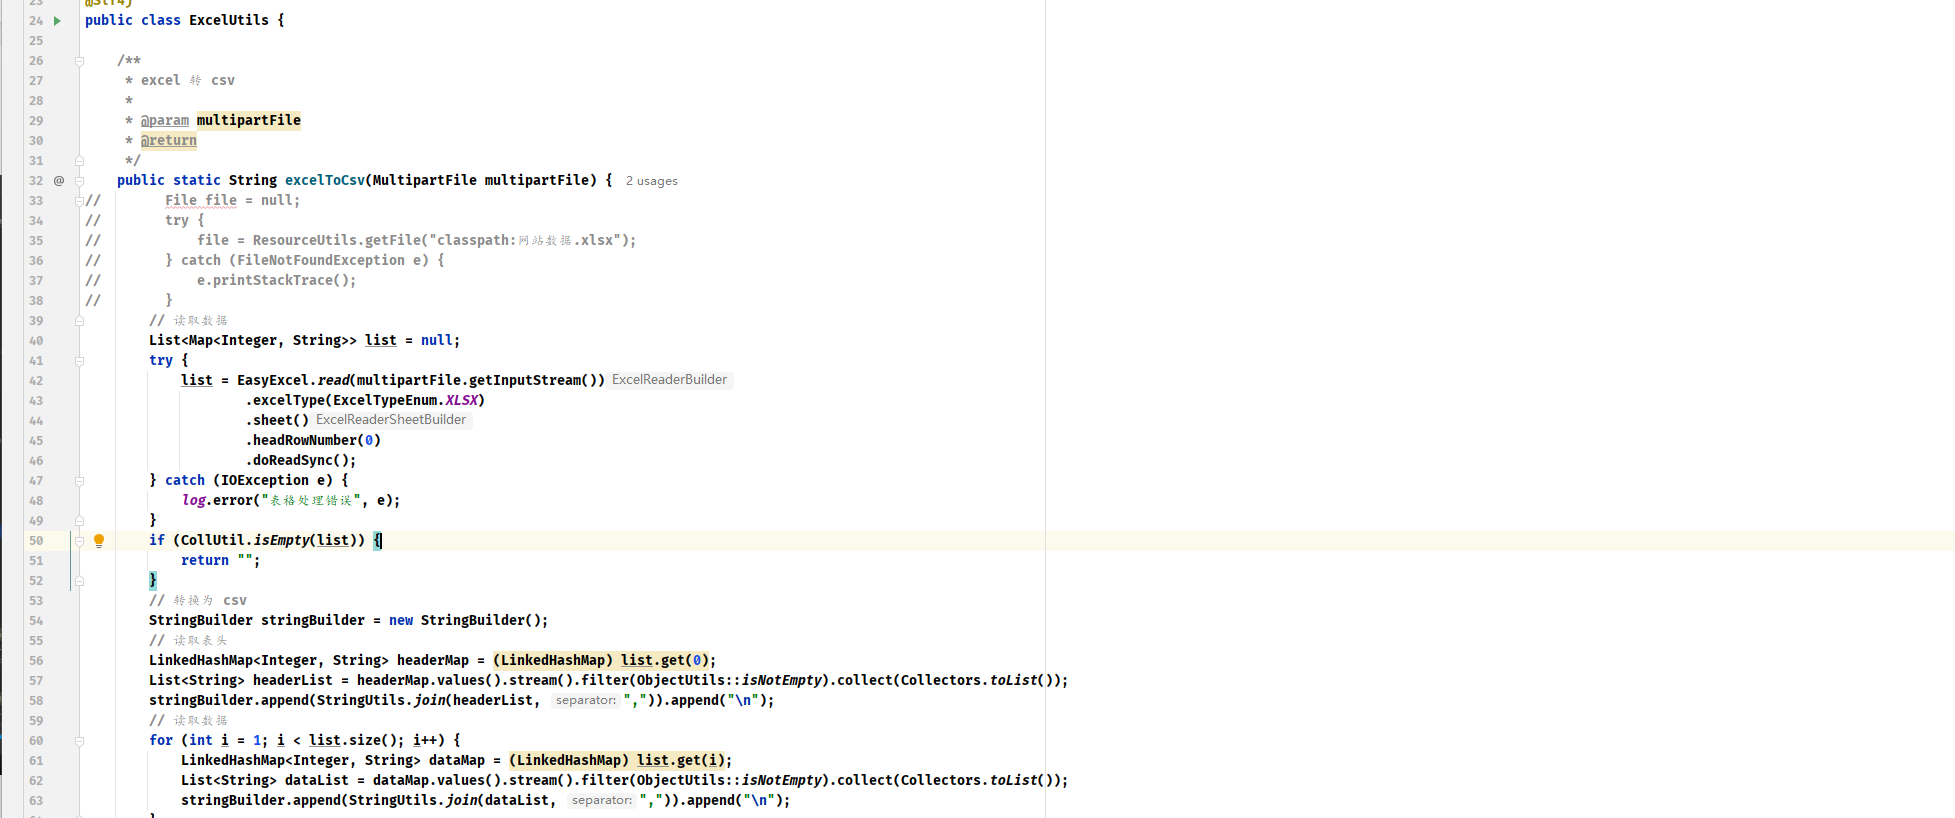 23 @Slf4j
24 public class ExcelUtils {
25
26 /**
27 * excel 转 csv
28 *
29 * @param multipartFile
30 * @return
31 */
32 @ public static String excelToCsv(MultipartFile multipartFile) { 2 usages
33 // File file = null;
34 // try {
35 // file = ResourceUtils.getFile("classpath:网站数据.xlsx");
36 // } catch (FileNotFoundException e) {
37 // e.printStackTrace();
38 // }
39 // 读取数据
40 List<Map<Integer, String>> list = null;
41 try {
42 list = EasyExcel.read(multipartFile.getInputStream()) ExcelReaderBuilder
43 .excelType(ExcelTypeEnum.XLSX)
44 .sheet() ExcelReaderSheetBuilder
45 .headRowNumber(0)
46 .doReadSync();
47 } catch (IOException e) {
48 log.error("表格处理错误", e);
49 }
50 if (CollUtil.isEmpty(list)) {
51 return "";
52 }
53 // 转换为 csv
54 StringBuilder stringBuilder = new StringBuilder();
55 // 读取表头
56 LinkedHashMap<Integer, String> headerMap = (LinkedHashMap) list.get(0);
57 List<String> headerList = headerMap.values().stream().filter(ObjectUtils::isNotEmpty).collect(Collectors.toList());
58 stringBuilder.append(StringUtils.join(headerList, separator: ",")).append("\n");
59 // 读取数据
60 for (int i = 1; i < list.size(); i++) {
61 LinkedHashMap<Integer, String> dataMap = (LinkedHashMap) list.get(i);
62 List<String> dataList = dataMap.values().stream().filter(ObjectUtils::isNotEmpty).collect(Collectors.toList());
63 stringBuilder.append(StringUtils.join(dataList, separator: ",")).append("\n");